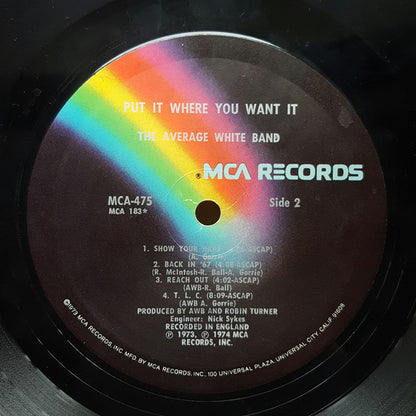 PUT IT WHERE YOU WANT IT
THE AVERAGE WHITE BAND
MCA RECORDS
MCA-475
MCA 183*
Side 2
1. SHOW YOUR HAND ASCAP)
(A. Gorrie)
2. BACK IN '67 (4:08-ASCAP)
(R. McIntosh-R. Ball-A. Gorrie)
3. REACH OUT (4:02-ASCAP)
(AWB-R. Ball)
4. T. L. C. (8:09-ASCAP)
(AWB A. Gorrie)
PRODUCED BY AWB AND ROBIN TURNER
Engineer: Nick Sykes
RECORDED IN ENGLAND
℗ 1973, ℗ 1974 MCA
RECORDS, INC.
©1973 MCA RECORDS, INC. MFD. BY MCA RECORDS, INC., 100 UNIVERSAL PLAZA, UNIVERSAL CITY, CALIF. 91608